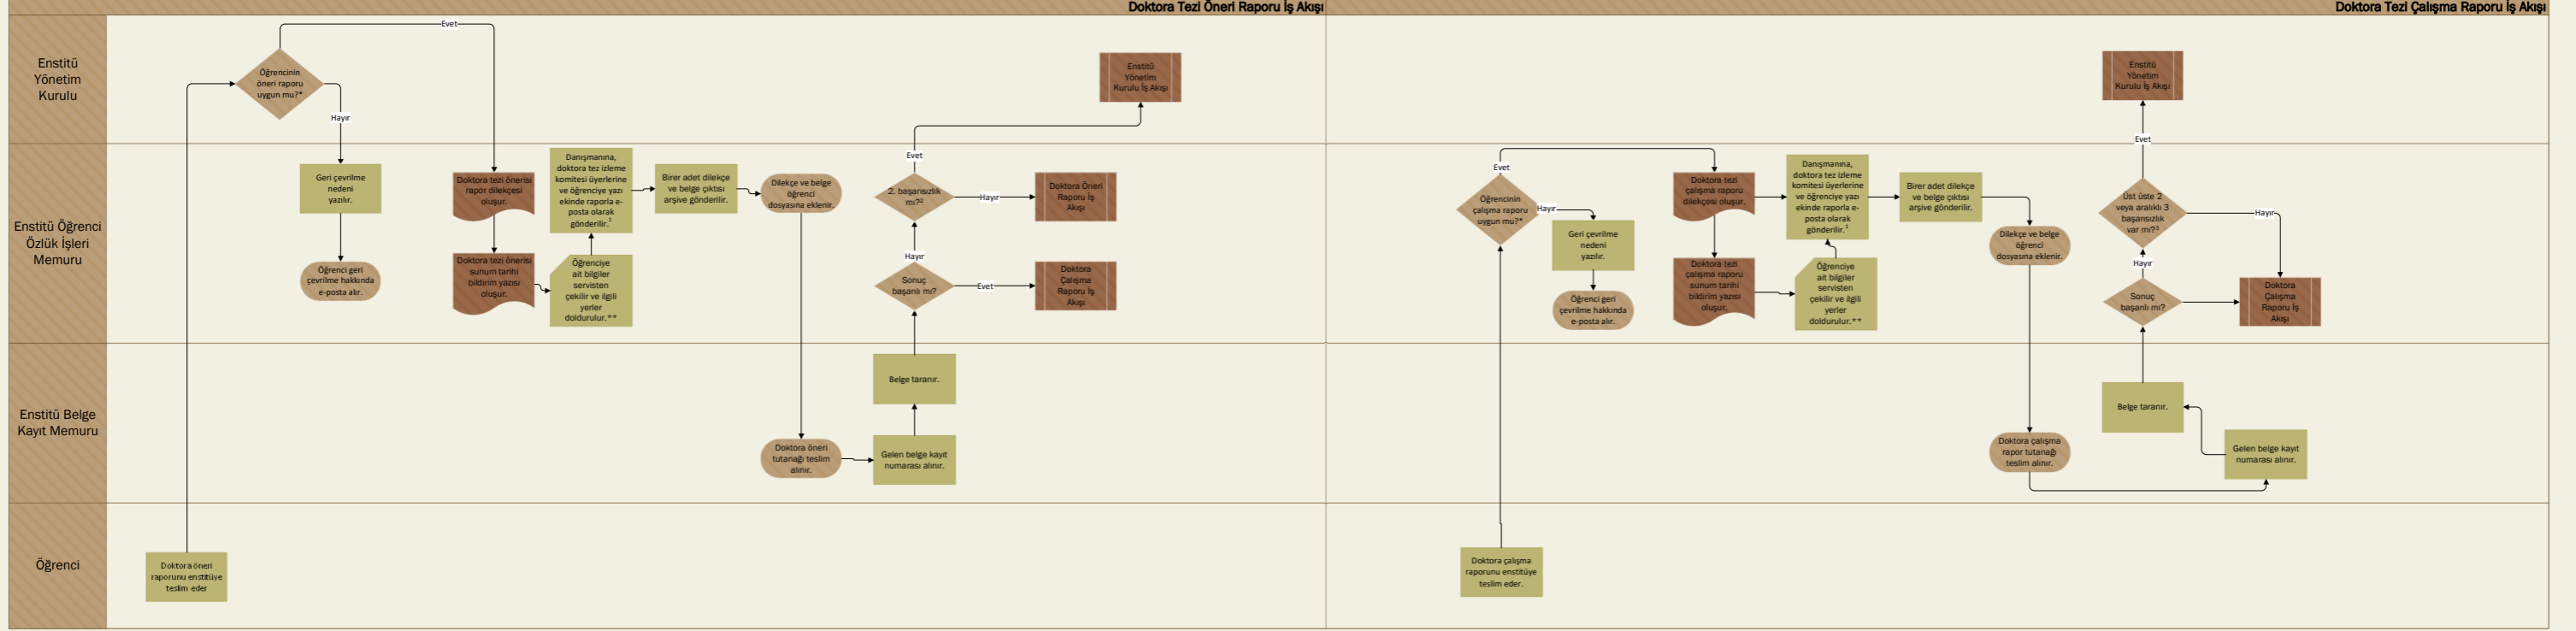 Doktora Tezi Öneri Raporu İş Akışı
Doktora Tezi Çalışma Raporu İş Akışı
Enstitü
Yönetim
Kurulu
Enstitü Öğrenci
Özlük İşleri
Memuru
Enstitü Belge
Kayıt Memuru
Öğrenci
Evet
Öğrencinin
öneri raporu
uygun mu?*
Hayır
Geri çevrilme
nedeni
yazılır.
Öğrenci geri
çevrilme hakkında
e-posta alır.
Doktora tezi önerisi
rapor dilekçesi
oluşur.
Doktora tezi önerisi
sunum tarihi
bildirim yazısı
oluşur.
Danışmanına,
doktora tez izleme
komitesi üyerlerine
ve öğrenciye yazı
ekinde raporla e-
posta olarak
gönderilir.¹
Öğrenciye
ait bilgiler
servisten
çekilir ve ilgili
yerler
doldurulur.**
Birer adet dilekçe
ve belge çıktısı
arşive gönderilir.
Dilekçe ve belge
öğrenci
dosyasına eklenir.
Doktora öneri
tutanağı teslim
alınır.
Gelen belge kayıt
numarası alınır.
Belge taranır.
Sonuç
başarılı mı?
Evet
Doktora
Çalışma
Raporu İş
Akışı
Hayır
2. başarısızlık
mı?²
Hayır
Doktora Öneri
Raporu İş
Akışı
Evet
Enstitü
Yönetim
Kurulu İş Akışı
Doktora öneri
raporunu enstitüye
teslim eder
Evet
Öğrencinin
çalışma raporu
uygun mu?*
Hayır
Geri çevrilme
nedeni
yazılır.
Öğrenci geri
çevrilme hakkında
e-posta alır.
Doktora tezi
çalışma raporu
dilekçesi oluşur.
Doktora tezi
çalışma raporu
sunum tarihi
bildirim yazısı
oluşur.
Danışmanına,
doktora tez izleme
komitesi üyerlerine
ve öğrenciye yazı
ekinde raporla e-
posta olarak
gönderilir.¹
Öğrenciye
ait bilgiler
servisten
çekilir ve ilgili
yerler
doldurulur.**
Birer adet dilekçe
ve belge çıktısı
arşive gönderilir.
Dilekçe ve belge
öğrenci
dosyasına eklenir.
Doktora çalışma
rapor tutanağı
teslim alınır.
Gelen belge kayıt
numarası alınır.
Belge taranır.
Sonuç
başarılı mı?
Doktora
Çalışma
Raporu İş
Akışı
Hayır
Üst üste 2
veya aralıklı 3
başarısızlık
var mı?³
Hayır
Evet
Enstitü
Yönetim
Kurulu İş Akışı
Doktora çalışma
raporunu enstitüye
teslim eder.